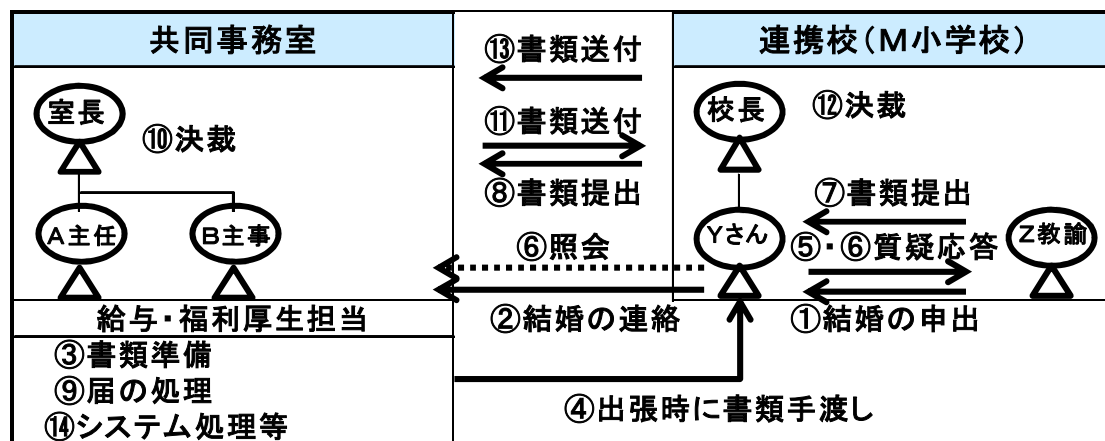 共同事務室
連携校(M小学校)
室長
⑩決裁
A主任
B主事
給与・福利厚生担当
③書類準備
⑨届の処理
⑭システム処理等
⑬書類送付
⑪書類送付
⑧書類提出
⑥照会
②結婚の連絡
④出張時に書類手渡し
校長
⑫決裁
⑦書類提出
Yさん
Z教諭
⑤・⑥質疑応答
①結婚の申出